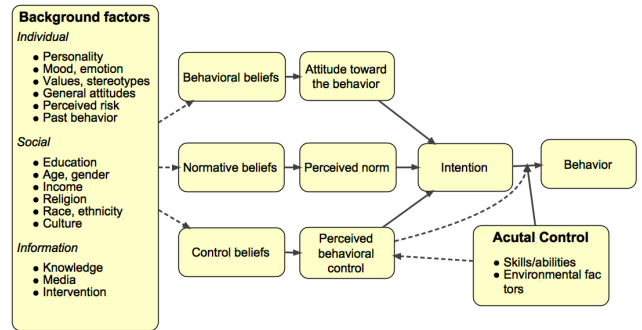 Background factors
Individual
● Personality
● Mood, emotion
● Values, stereotypes
● General attitudes
● Perceived risk
● Past behavior
Social
● Education
● Age, gender
● Income
● Religion
● Race, ethnicity
● Culture
Information
● Knowledge
● Media
● Intervention
Behavioral beliefs
Attitude toward
the behavior
Normative beliefs
Perceived norm
Intention
Behavior
Control beliefs
Perceived
behavioral
control
Acutal Control
● Skills/abilities
● Environmental fac
tors